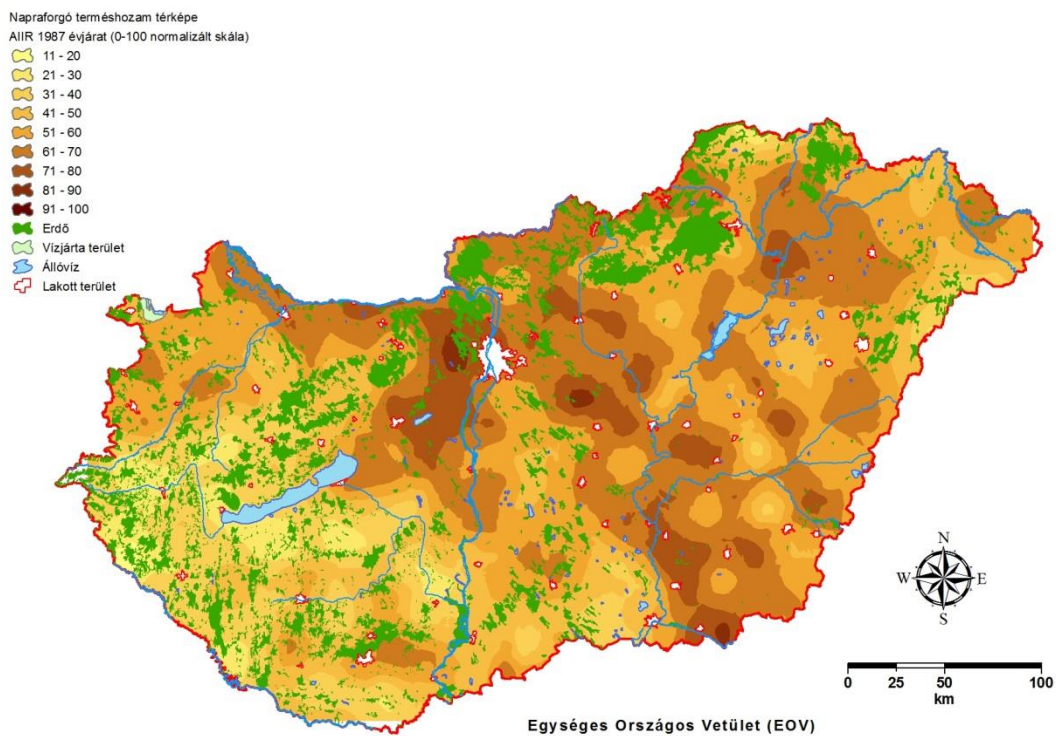 Napraforgó terméshozam térképe
AIIR 1987 évjárat (0-100 normalizált skála)
11 - 20
21 - 30
31 - 40
41 - 50
51 - 60
61 - 70
71 - 80
81 - 90
91 - 100
Erdő
Vízjárta terület
Állóvíz
Lakott terület
N
W E
S
0 25 50 100
km
Egységes Országos Vetület (EOV)